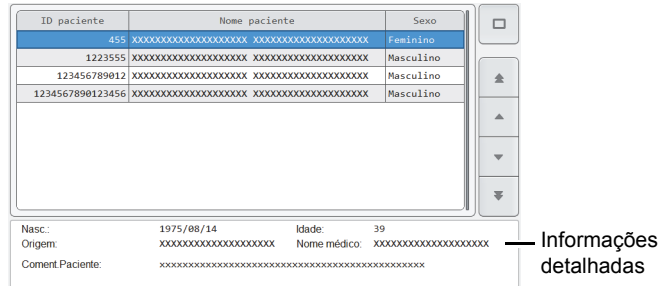 ID paciente Nome paciente Sexo
455 XXXXXXXXXXXXXXXXXXXX XXXXXXXXXXXXXXXXXXXX Feminino
1223555 XXXXXXXXXXXXXXXXXXXX XXXXXXXXXXXXXXXXXXXX Masculino
123456789012 XXXXXXXXXXXXXXXXXXXX XXXXXXXXXXXXXXXXXXXX Masculino
1234567890123456 XXXXXXXXXXXXXXXXXXXX XXXXXXXXXXXXXXXXXXXX Masculino
Nasc.: 1975/08/14 Idade: 39
Origem: XXXXXXXXXXXXXXXXXXXX Nome médico: XXXXXXXXXXXXXXXXXXXX
Coment.Paciente: xxxxxxxxxxxxxxxxxxxxxxxxxxxxxxxxxxxxxxxxxxxxxx
Informações
detalhadas